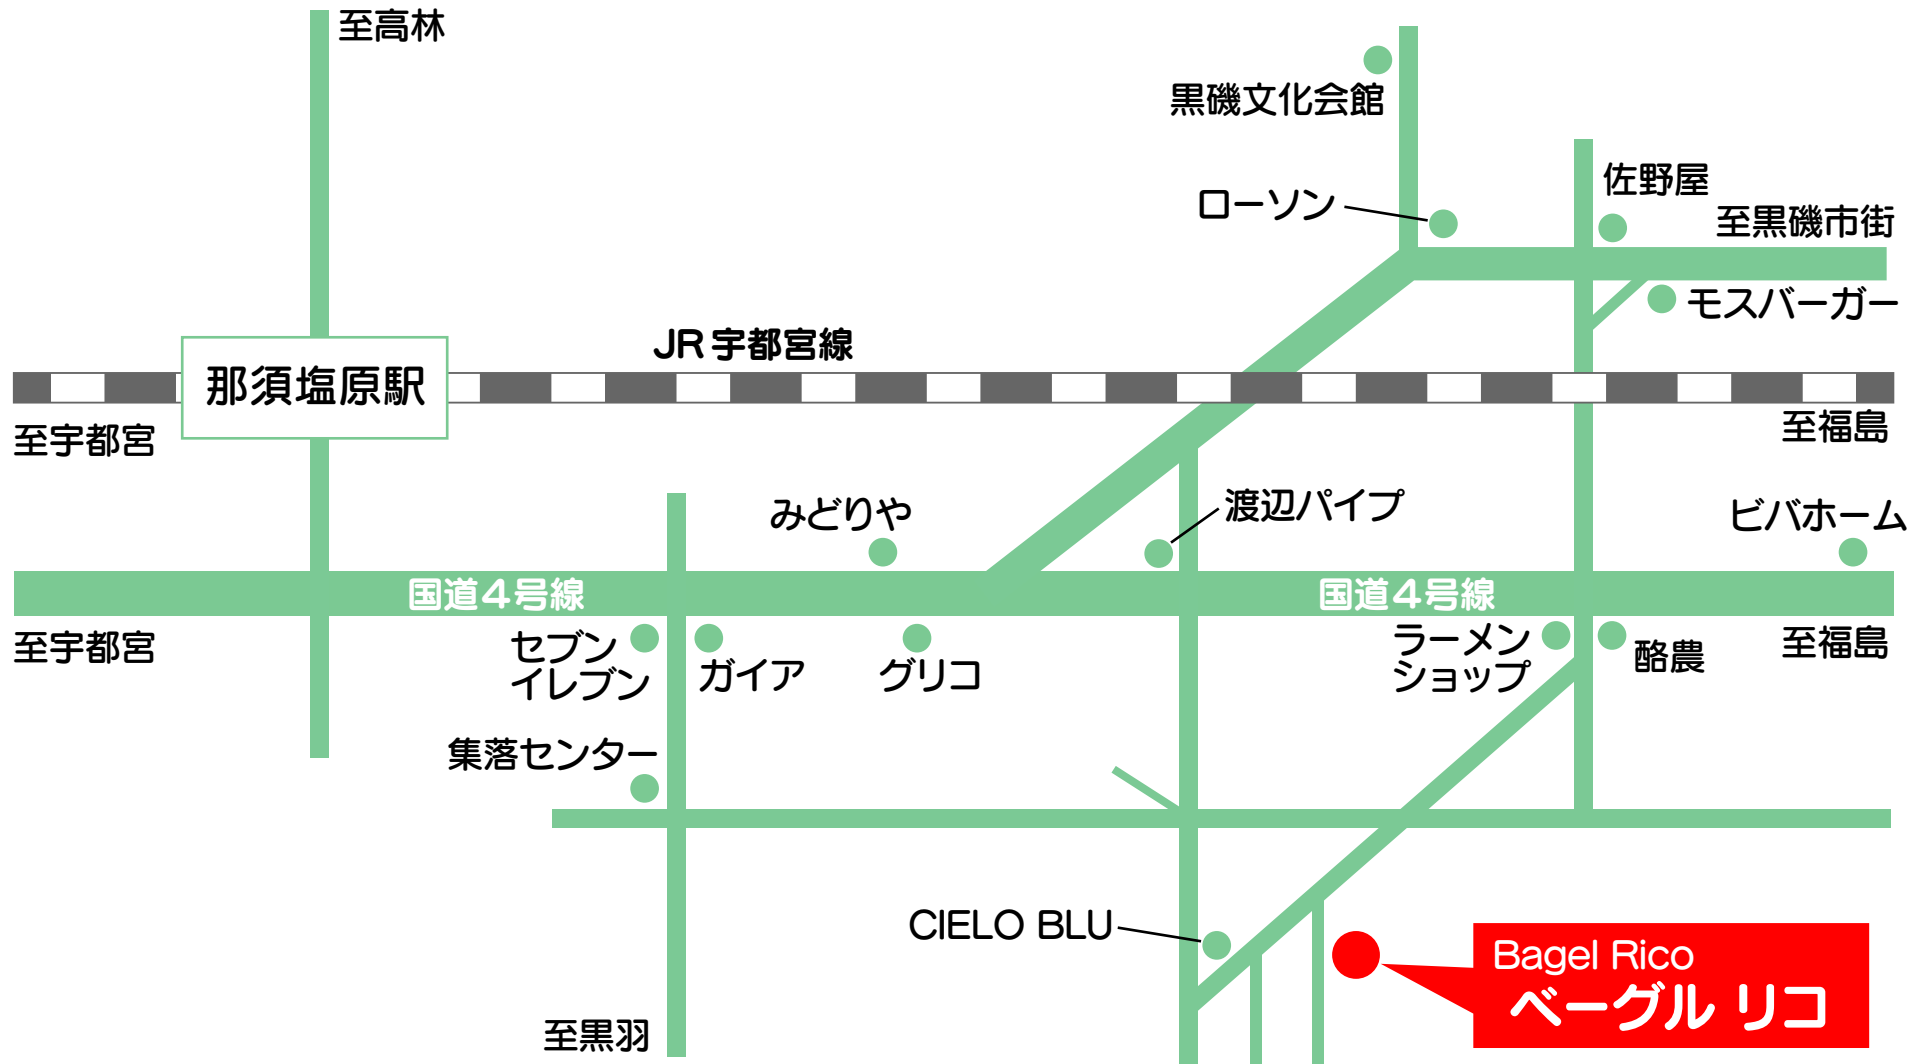 至高林
黒磯文化会館
佐野屋
ローソン
至黒磯市街
モスバーガー
JR宇都宮線
那須塩原駅
至宇都宮
至福島
みどりや
渡辺パイプ
ビバホーム
国道4号線
国道4号線
至宇都宮
セブン
イレブン
ガイア
グリコ
ラーメン
ショップ
酪農
至福島
集落センター
CIELO BLU
Bagel Rico
ベーグル リコ
至黒羽